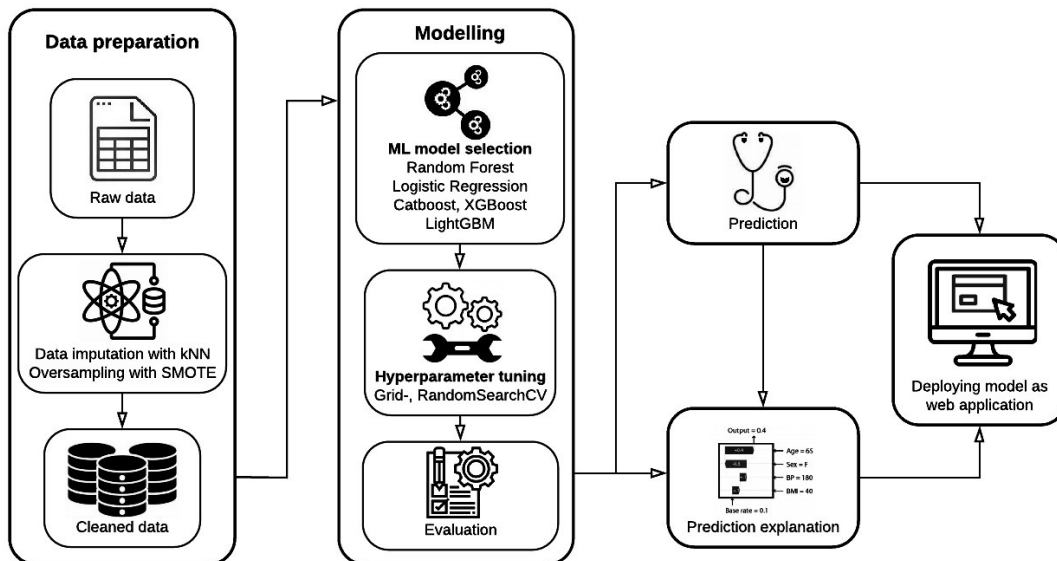 Data preparation
Raw data
Data imputation with kNN
Oversampling with SMOTE
Cleaned data
Modelling
ML model selection
Random Forest
Logistic Regression
Catboost, XGBoost
LightGBM
Hyperparameter tuning
Grid-, RandomSearchCV
Evaluation
Prediction
Output = 0.4
Age = 65
Sex = F
BP = 180
BMI = 40
Base rate = 0.1
Prediction explanation
Deploying model as
web application